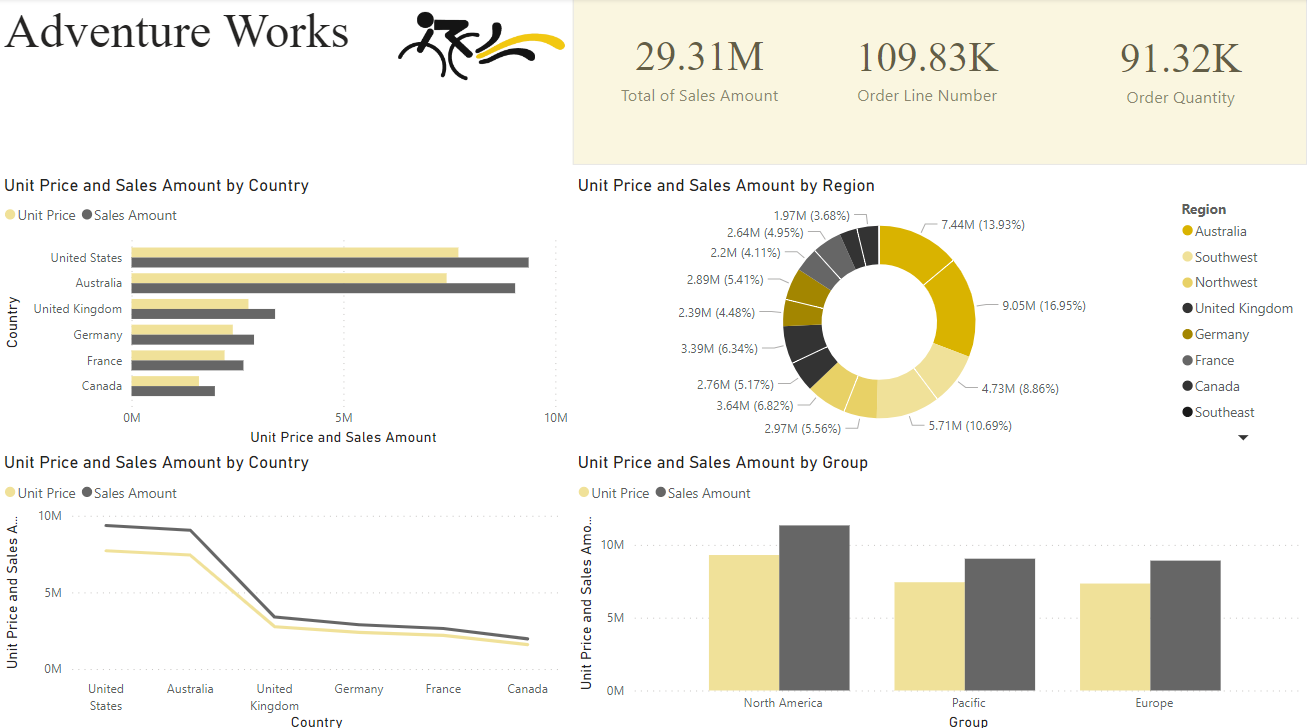 Adventure Works
29.31M
Total of Sales Amount
109.83K
Order Line Number
91.32K
Order Quantity
Unit Price and Sales Amount by Country
Unit Price Sales Amount
Country
United States
Australia
United Kingdom
Germany
France
Canada
0M 5M 10M
Unit Price and Sales Amount
Unit Price and Sales Amount by Region
7.44M (13.93%)
9.05M (16.95%)
4.73M (8.86%)
5.71M (10.69%)
2.97M (5.56%)
3.64M (6.82%)
2.76M (5.17%)
3.39M (6.34%)
2.39M (4.48%)
2.89M (5.41%)
2.2M (4.11%)
2.64M (4.95%)
1.97M (3.68%)
Region
Australia
Southwest
Northwest
United Kingdom
Germany
France
Canada
Southeast
Unit Price and Sales Amount by Country
Unit Price Sales Amount
Unit Price and Sales A...
10M
5M
0M
United States
Australia
United Kingdom
Germany
France
Canada
Country
Unit Price and Sales Amount by Group
Unit Price Sales Amount
Unit Price and Sales Amo...
10M
5M
0M
North America
Pacific
Europe
Group